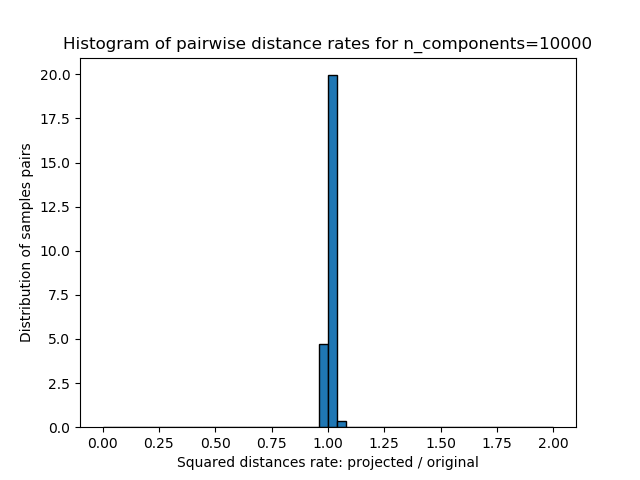 Histogram of pairwise distance rates for n_components=10000
20.0
17.5
15.0
12.5
10.0
7.5
5.0
2.5
0.0
Distribution of samples pairs
0.00 0.25 0.50 0.75 1.00 1.25 1.50 1.75 2.00
Squared distances rate: projected / original